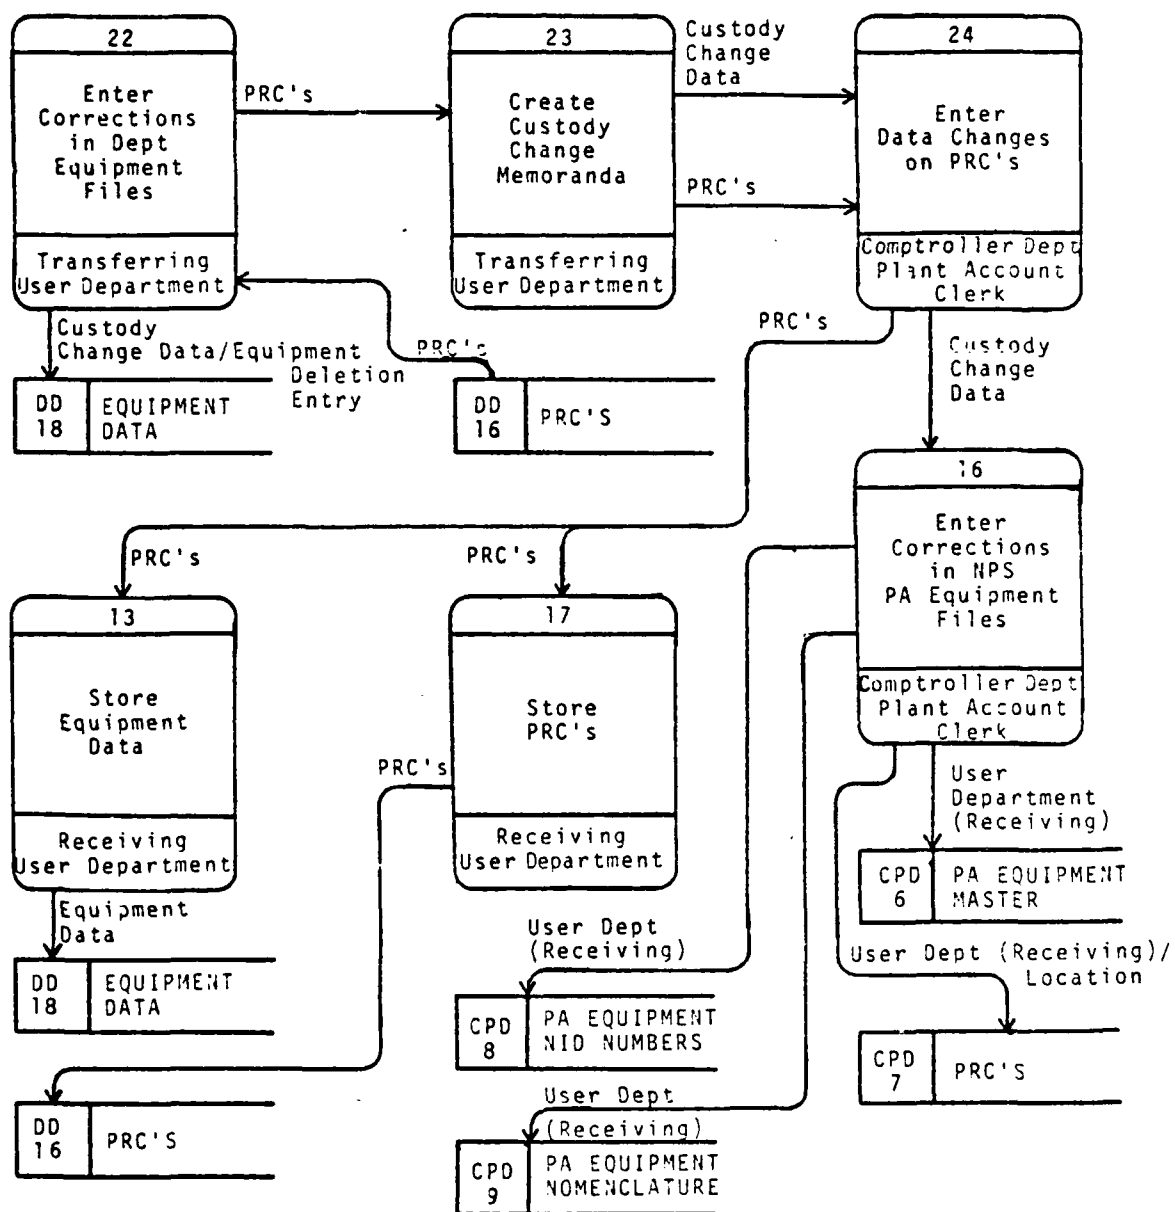 22
Enter
Corrections
in Dept
Equipment
Files
Transferring
User Department
PRC's
23
Create
Custody
Change
Memoranda
Transferring
User Department
Custody
Change
Data
PRC's
24
Enter
Data Changes
on PRC's
Comptroller Dept
Plant Account
Clerk
Custody
Change Data/Equipment
Deletion
Entry
PRC's
PRC's
Custody
Change
Data
DD
18
EQUIPMENT
DATA
DD
16
PRC'S
16
Enter
Corrections
in NPS
PA Equipment
Files
Comptroller Dept
Plant Account
Clerk
PRC's
PRC's
13
Store
Equipment
Data
Receiving
User Department
17
Store
PRC's
Receiving
User Department
PRC's
User
Department
(Receiving)
CPD
6
PA EQUIPMENT
MASTER
Equipment
Data
DD
18
EQUIPMENT
DATA
User Dept
(Receiving)
CPD
8
PA EQUIPMENT
NID NUMBERS
User Dept (Receiving)/
Location
CPD
7
PRC'S
DD
16
PRC'S
User Dept
(Receiving)
CPD
9
PA EQUIPMENT
NOMENCLATURE